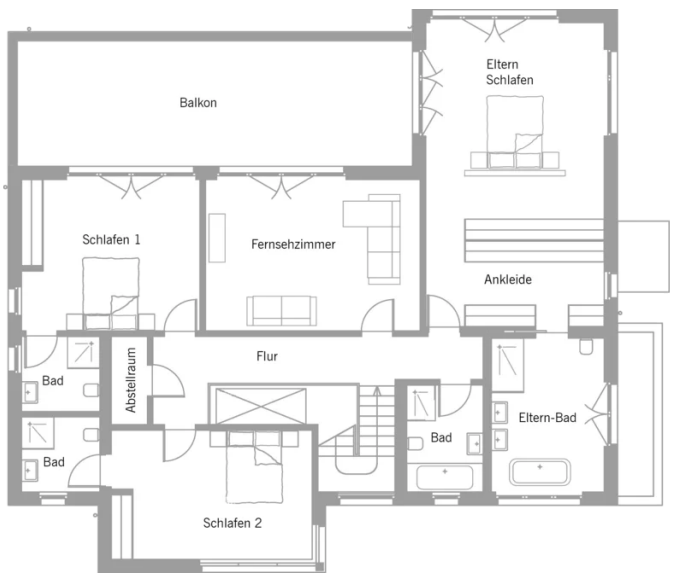 Eltern
Schlafen
Balkon
Schlafen 1
Fernsehzimmer
Ankleide
Flur
Bad
Abstellraum
Eltern-Bad
Bad
Bad
Schlafen 2